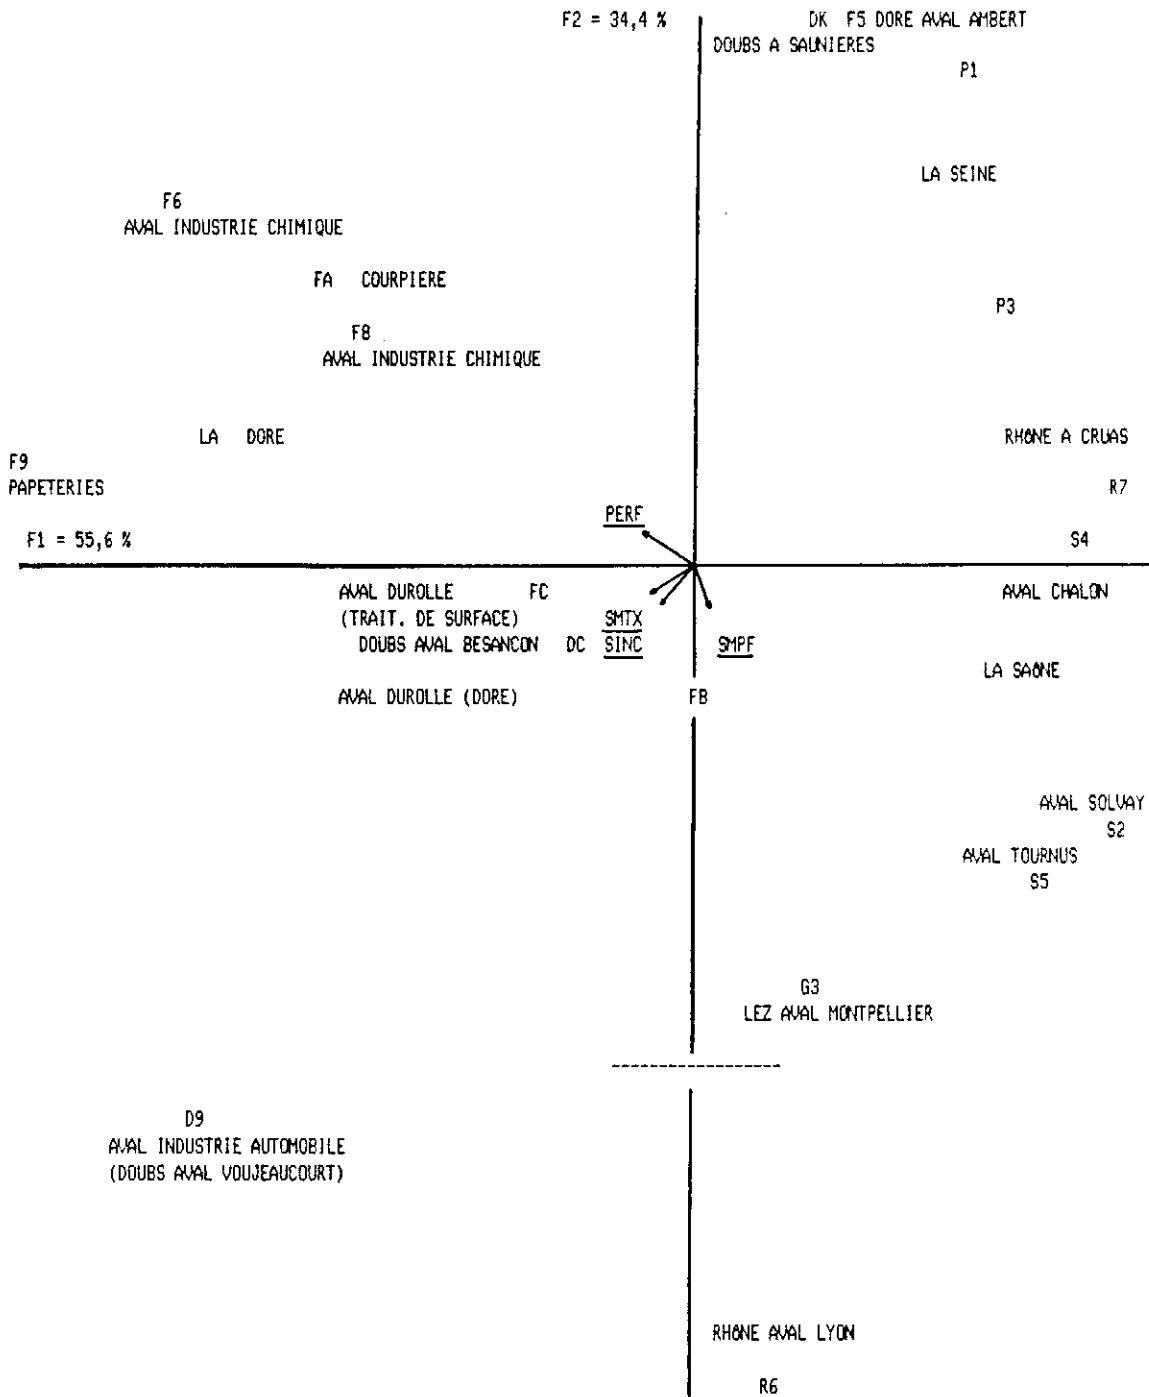 F2 = 34,4 % DK F5 DORE AVAL AMBERT
DOUBS A SAUNIERES
P1
LA SEINE
F6
AVAL INDUSTRIE CHIMIQUE
FA COURPIERE
P3
F8
AVAL INDUSTRIE CHIMIQUE
LA DORE RHÔNE A CRUAS
F9
PAPETERIES R7
PERF
F1 = 55,6 % S4
AVAL DUROLLE FC AVAL CHALON
(TRAIT. DE SURFACE) SMTX
DOUBS AVAL BESANCON DC SINC SMPF
LA SAÔNE
AVAL DUROLLE (DORE) FB
AVAL SOLVAY
S2
AVAL TOURNUS
S5
G3
LEZ AVAL MONTPELLIER
D9
AVAL INDUSTRIE AUTOMOBILE
(DOUBS AVAL VOUJEAUCOURT)
RHÔNE AVAL LYON
R6